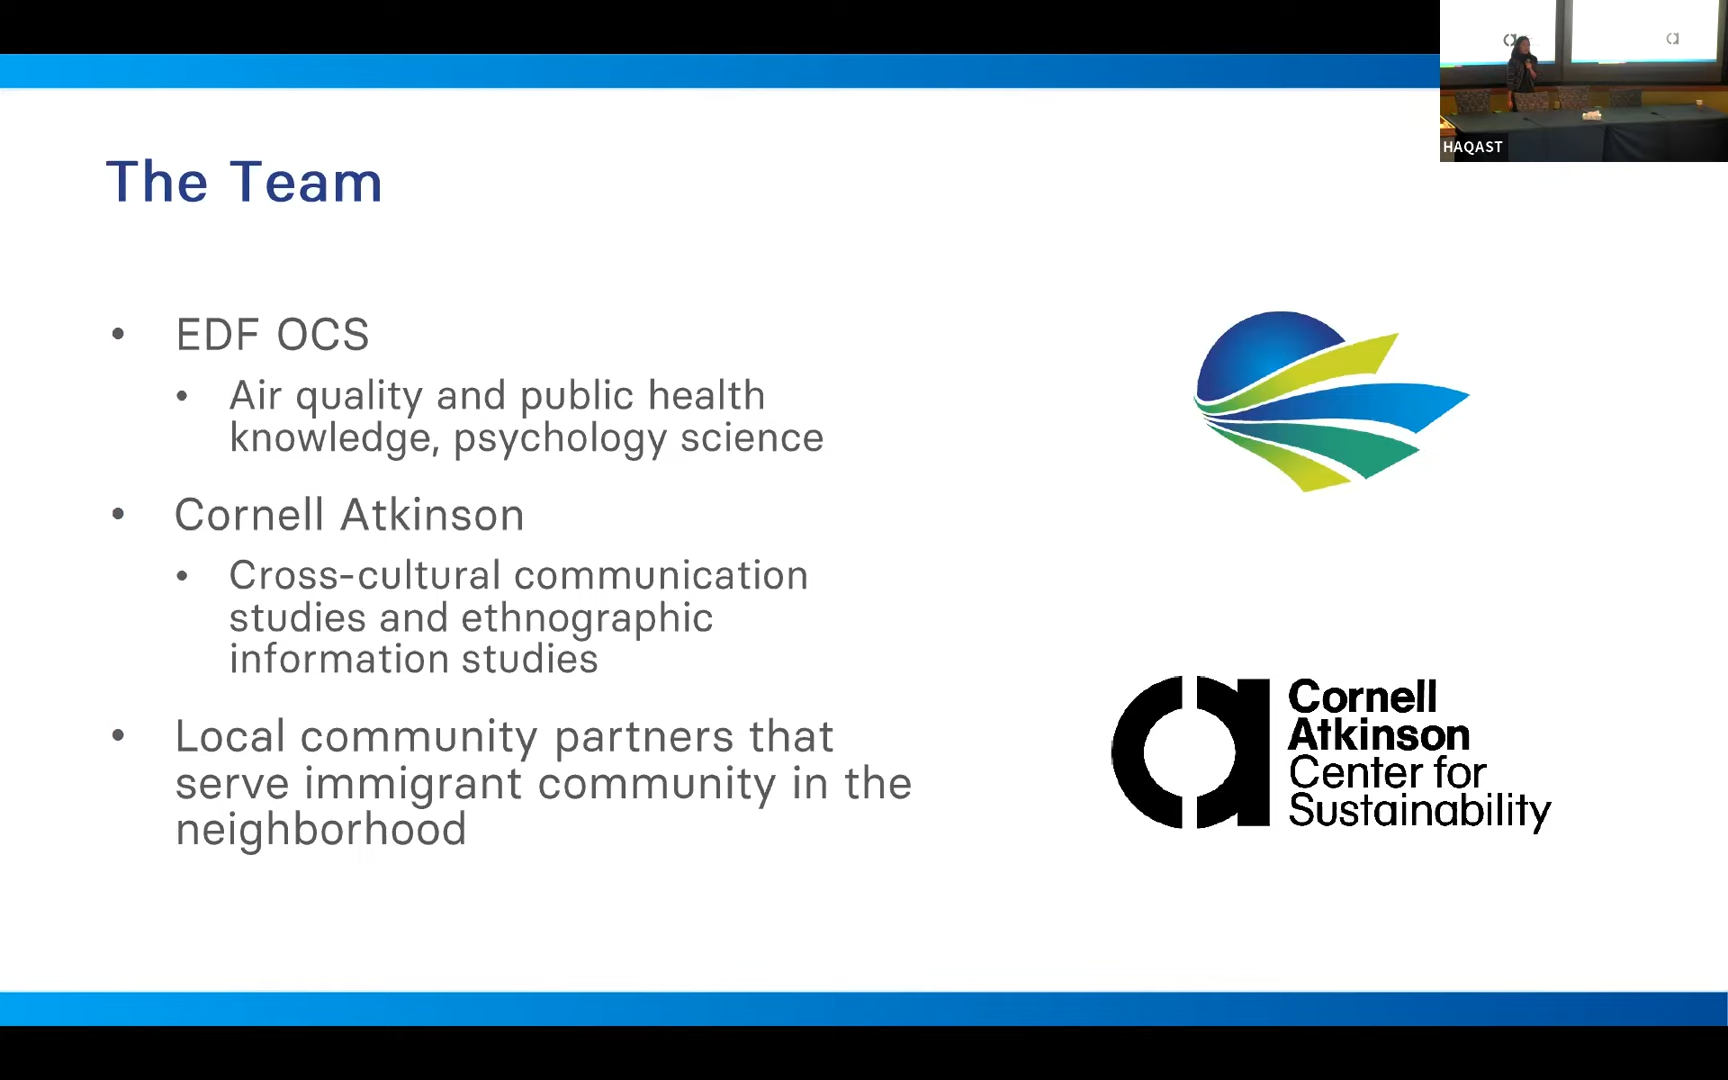 HAQAST
The Team
• EDF OCS
• Air quality and public health
knowledge, psychology science
• Cornell Atkinson
• Cross-cultural communication
studies and ethnographic
information studies
• Local community partners that
serve immigrant community in the
neighborhood
Cornell
Atkinson
Center for
Sustainability